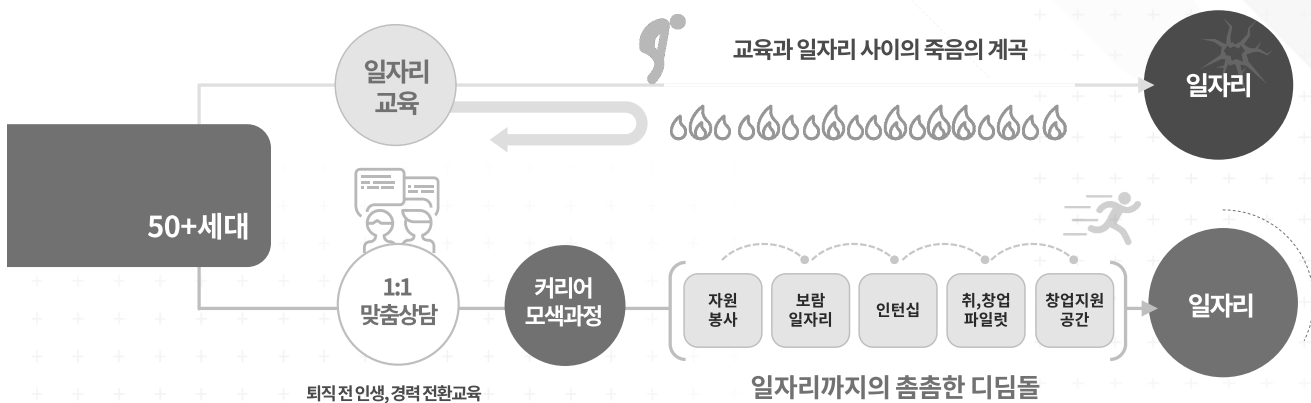 일자리
교육
교육과 일자리 사이의 죽음의 계곡
일자리
50+세대
1:1
맞춤상담
커리어
모색과정
자원
봉사
보람
일자리
인턴십
취,창업
파일럿
창업지원
공간
일자리
퇴직 전 인생, 경력 전환교육
일자리까지의 촘촘한 디딤돌